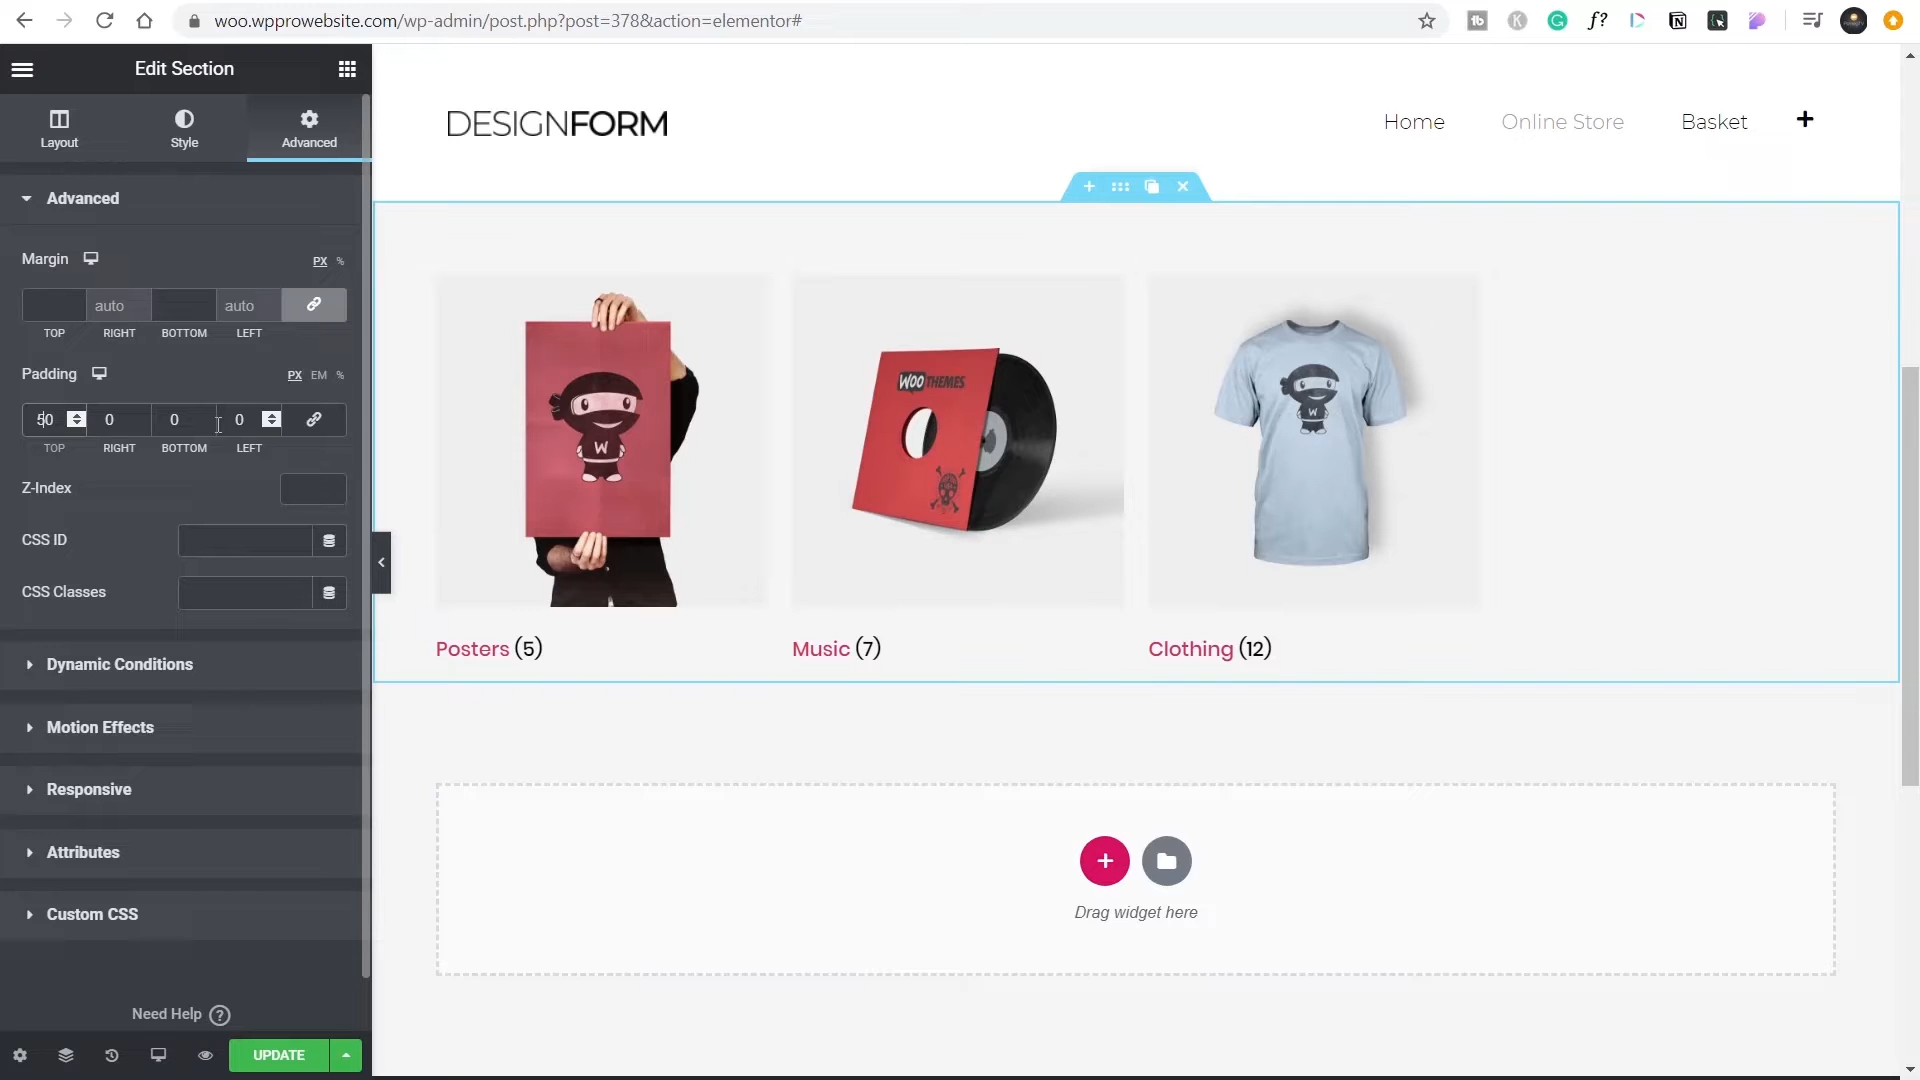 woo.wpprowebsite.com/wp-admin/post.php?post=378&action=elementor#
Edit Section
Layout
Style
Advanced
Advanced
Margin
PX %
auto auto
TOP RIGHT BOTTOM LEFT
Padding
PX EM %
50 0 0 0
TOP RIGHT BOTTOM LEFT
Z-Index
CSS ID
CSS Classes
Dynamic Conditions
Motion Effects
Responsive
Attributes
Custom CSS
Need Help ?
UPDATE
DESIGNFORM
Home Online Store Basket
W
WOOTHEMES
W
Posters (5)
Music (7)
Clothing (12)
Drag widget here